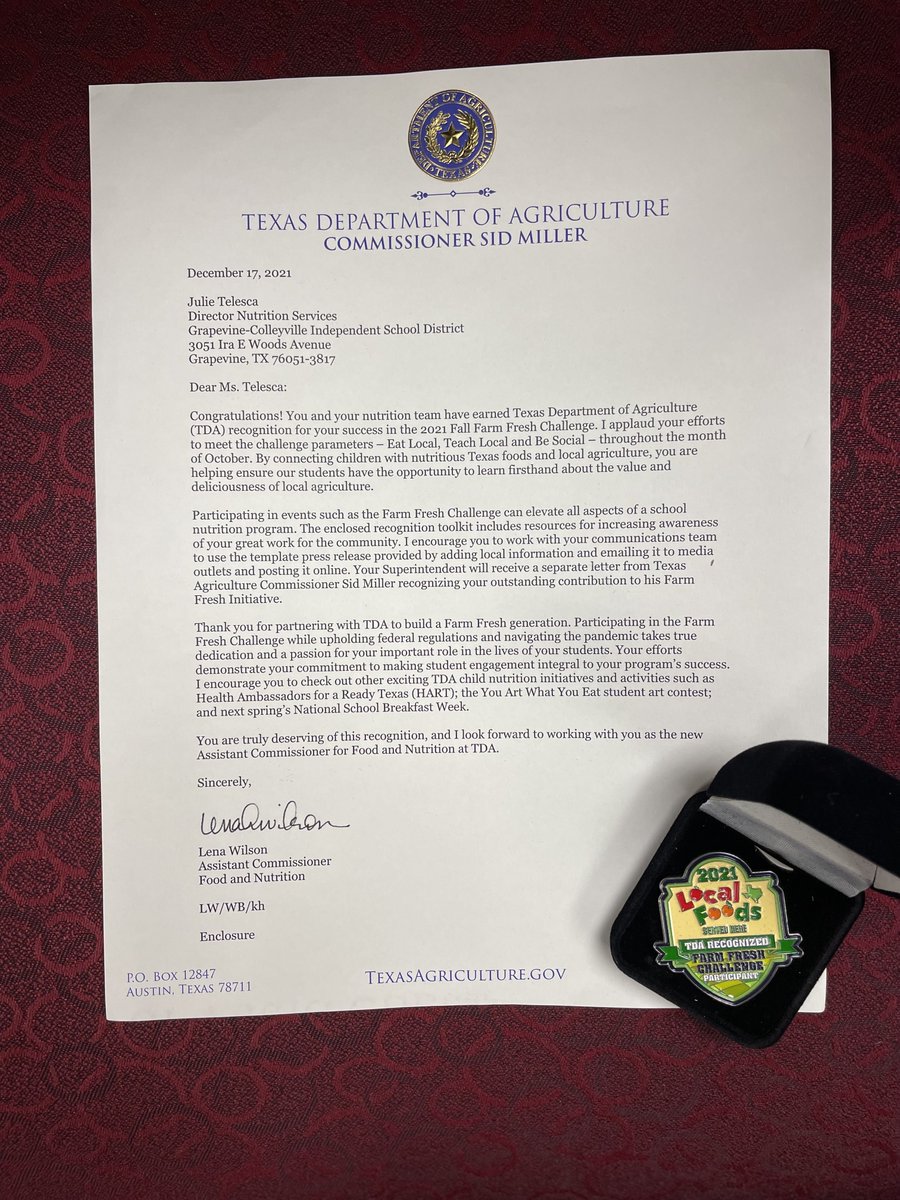 DEPARTMENT OF AGRICULTURE
TEXAS
TEXAS DEPARTMENT OF AGRICULTURE
COMMISSIONER SID MILLER
December 17, 2021
Julie Telesca
Director Nutrition Services
Grapevine-Colleyville Independent School District
3051 Ira E Woods Avenue
Grapevine, TX 76051-3817
Dear Ms. Telesca:
Congratulations! You and your nutrition team have earned Texas Department of Agriculture
(TDA) recognition for your success in the 2021 Fall Farm Fresh Challenge. I applaud your efforts
to meet the challenge parameters – Eat Local, Teach Local and Be Social – throughout the month
of October. By connecting children with nutritious Texas foods and local agriculture, you are
helping ensure our students have the opportunity to learn firsthand about the value and
deliciousness of local agriculture.
Participating in events such as the Farm Fresh Challenge can elevate all aspects of a school
nutrition program. The enclosed recognition toolkit includes resources for increasing awareness
of your great work for the community. I encourage you to work with your communications team
to use the template press release provided by adding local information and emailing it to media
outlets and posting it online. Your Superintendent will receive a separate letter from Texas
Agriculture Commissioner Sid Miller recognizing your outstanding contribution to his Farm
Fresh Initiative.
Thank you for partnering with TDA to build a Farm Fresh generation. Participating in the Farm
Fresh Challenge while upholding federal regulations and navigating the pandemic takes true
dedication and a passion for your important role in the lives of your students. Your efforts
demonstrate your commitment to making student engagement integral to your program's success.
I encourage you to check out other exciting TDA child nutrition initiatives and activities such as
Health Ambassadors for a Ready Texas (HART); the You Art What You Eat student art contest;
and next spring's National School Breakfast Week.
You are truly deserving of this recognition, and I look forward to working with you as the new
Assistant Commissioner for Food and Nutrition at TDA.
Sincerely,
Lena Wilson
Lena Wilson
Assistant Commissioner
Food and Nutrition
LW/WB/kh
Enclosure
P.O. BOX 12847
AUSTIN, TEXAS 78711
TEXASAGRICULTURE.GOV
2021
Local
Foods
SERVED HERE
TDA RECOGNIZED
FARM FRESH
CHALLENGE
PARTICIPANT